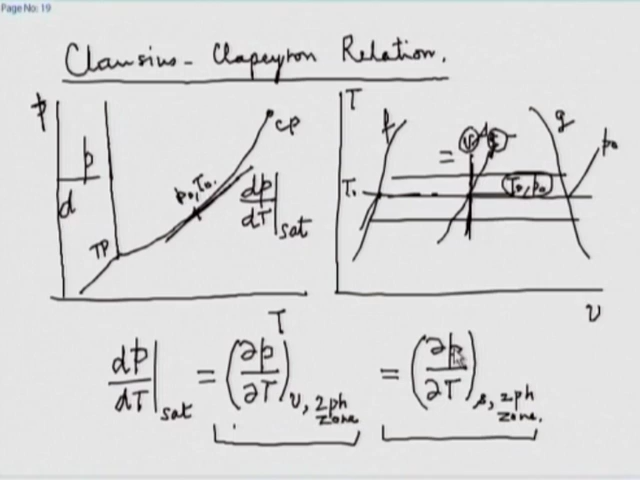 Page No: 19
Clausius - Clapeyron Relation.
p
CP
p
d
p₀,T₀.
dp/dT|sat
TP
T
T
f
v
s
g
p₀
=
T₀
T₀,p₀
v
dp/dT|sat = (∂p/∂T)v, 2ph zone = (∂p/∂T)s, 2ph zone.